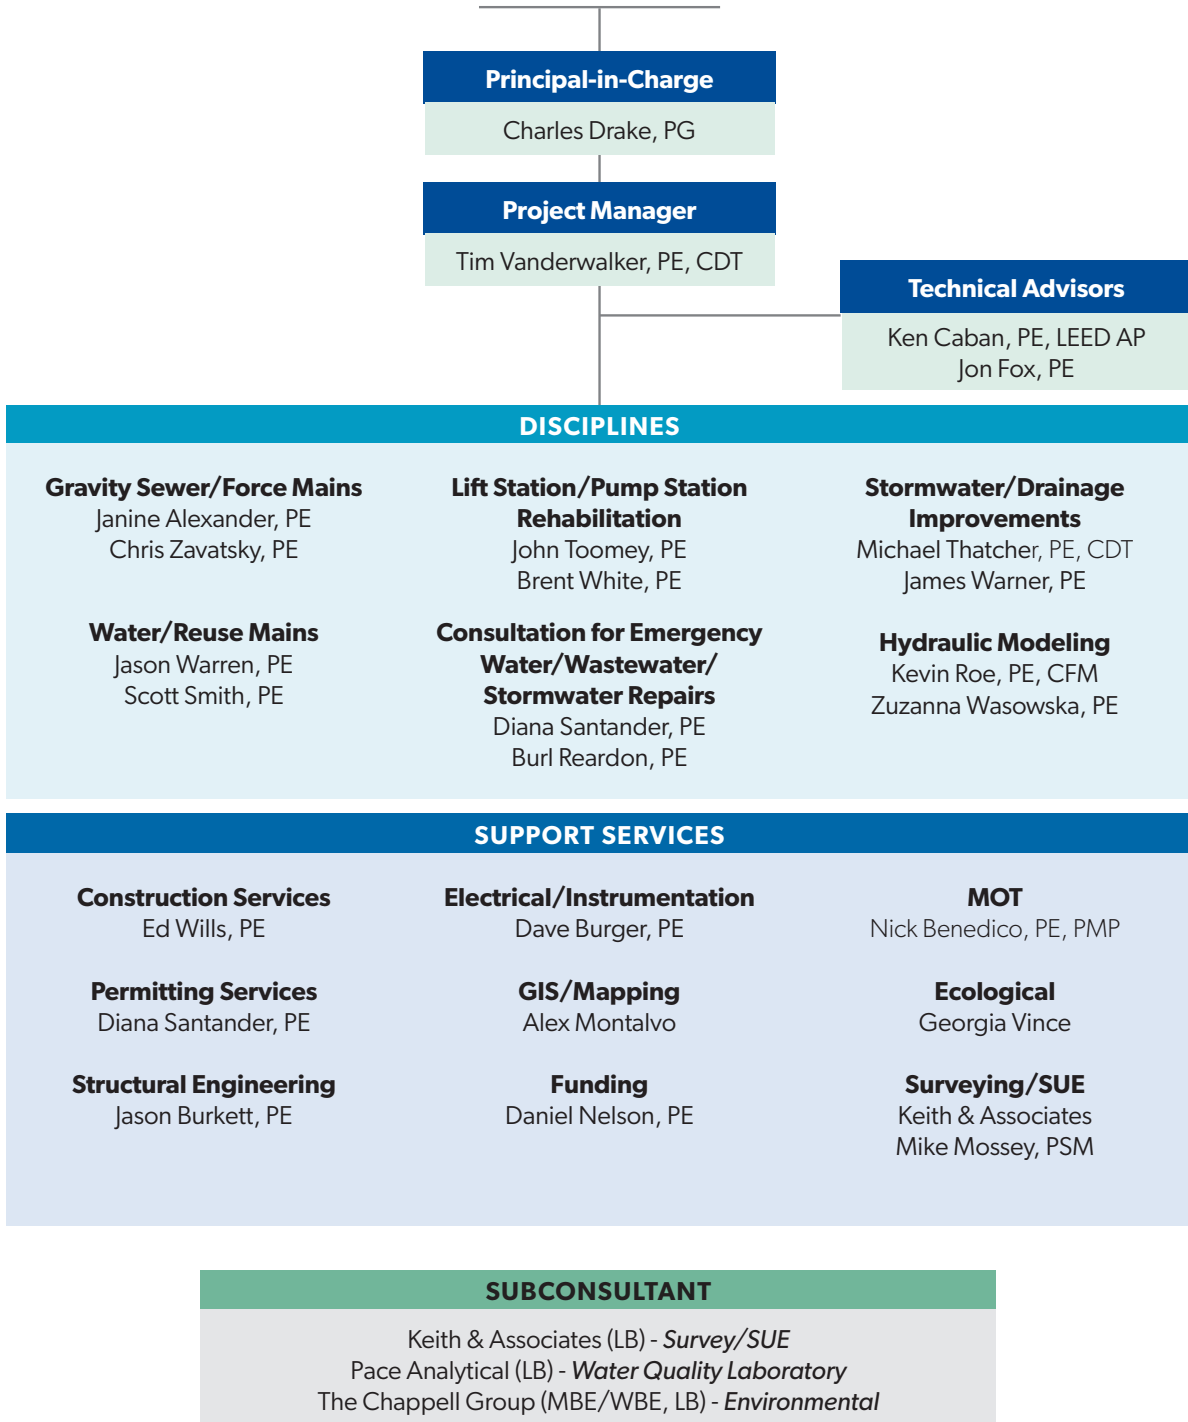 Principal-in-Charge
Charles Drake, PG
Project Manager
Tim Vanderwalker, PE, CDT
Technical Advisors
Ken Caban, PE, LEED AP
Jon Fox, PE
DISCIPLINES
Gravity Sewer/Force Mains
Janine Alexander, PE
Chris Zavatsky, PE
Lift Station/Pump Station
Rehabilitation
John Toomey, PE
Brent White, PE
Stormwater/Drainage
Improvements
Michael Thatcher, PE, CDT
James Warner, PE
Water/Reuse Mains
Jason Warren, PE
Scott Smith, PE
Consultation for Emergency
Water/Wastewater/
Stormwater Repairs
Diana Santander, PE
Burl Reardon, PE
Hydraulic Modeling
Kevin Roe, PE, CFM
Zuzanna Wasowska, PE
SUPPORT SERVICES
Construction Services
Ed Wills, PE
Electrical/Instrumentation
Dave Burger, PE
MOT
Nick Benedico, PE, PMP
Permitting Services
Diana Santander, PE
GIS/Mapping
Alex Montalvo
Ecological
Georgia Vince
Structural Engineering
Jason Burkett, PE
Funding
Daniel Nelson, PE
Surveying/SUE
Keith & Associates
Mike Mossey, PSM
SUBCONSULTANT
Keith & Associates (LB) - Survey/SUE
Pace Analytical (LB) - Water Quality Laboratory
The Chappell Group (MBE/WBE, LB) - Environmental